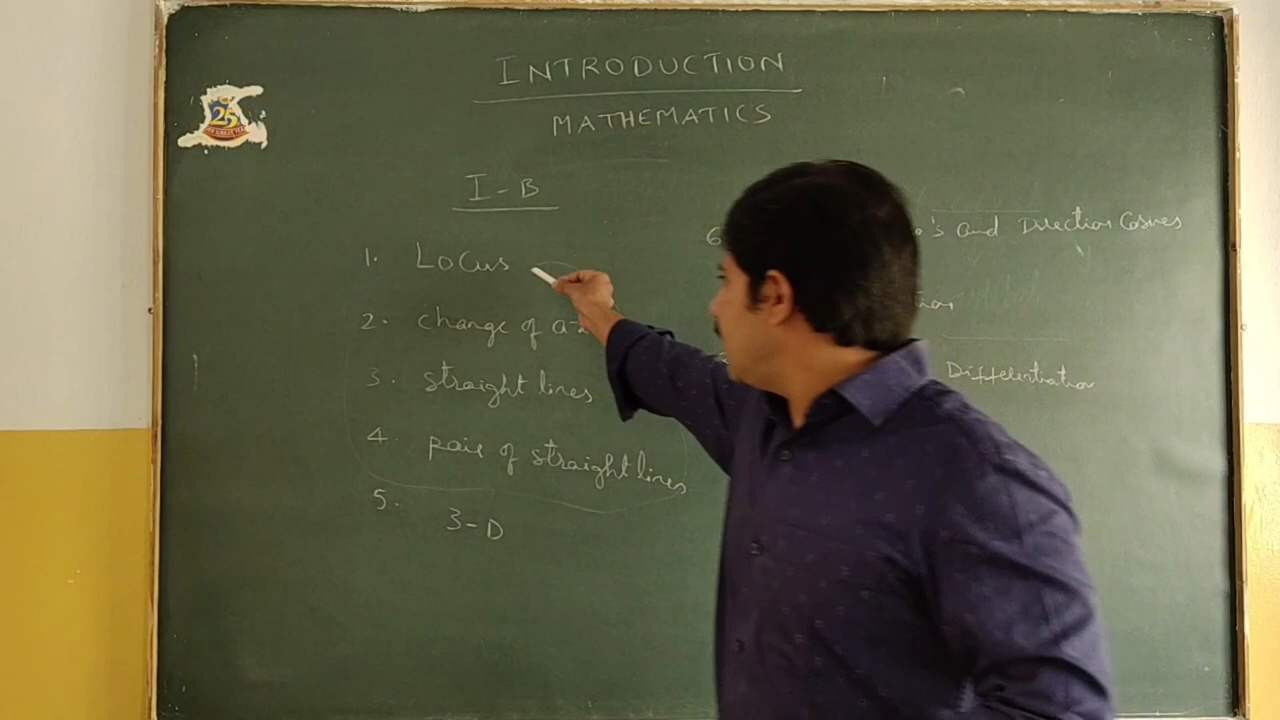 INTRODUCTION
MATHEMATICS
I-B
1. Locus
2. change of
3. straight lines
4. pair of straight lines
5. 3-D
6 's and Direction Cosines
Differentiation
25